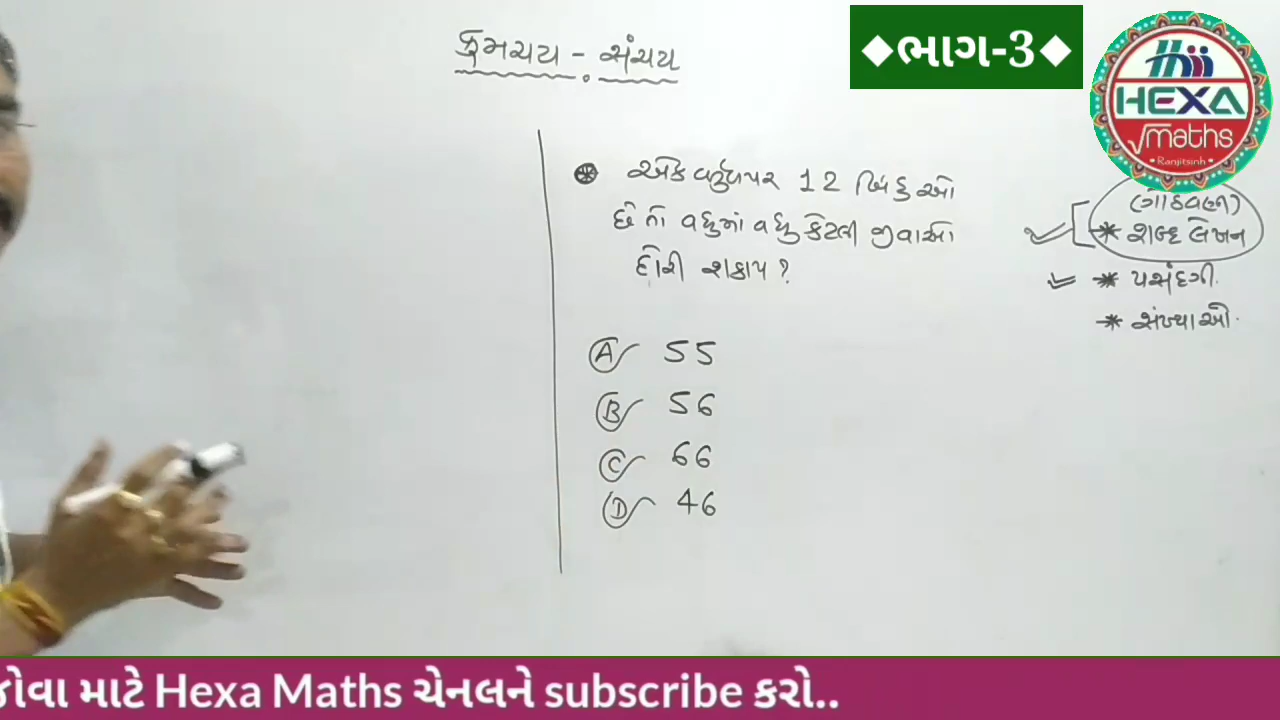 ક્રમચય - સંચય
◆ભાગ-3◆
HEXA
maths
Ranjitsinh
એક વર્તુળપર 12 બિંદુઓ
છે તો વધુમાં વધુ કેટલી જીવાઓ
દોરી શકાય ?
A 55
B 56
C 66
D 46
(ગોઠવણ)
* શબ્દ લેખન
* પસંદગી.
* સંખ્યાઓ.
જોવા માટે Hexa Maths ચેનલને subscribe કરો..